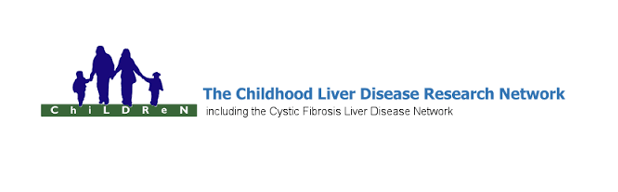 ChiLDReN
The Childhood Liver Disease Research Network
including the Cystic Fibrosis Liver Disease Network